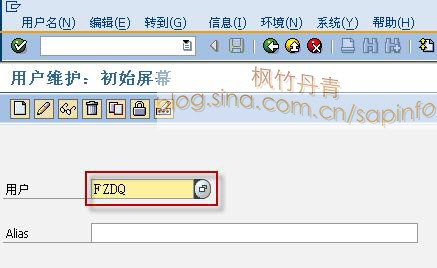 用户名(N) 编辑(E) 转到(G) 信息(I) 环境(N) 系统(Y) 帮助(H)
用户维护: 初始屏幕
枫竹丹青
blog.sina.com.cn/sapinfo
用户 FZDQ
Alias